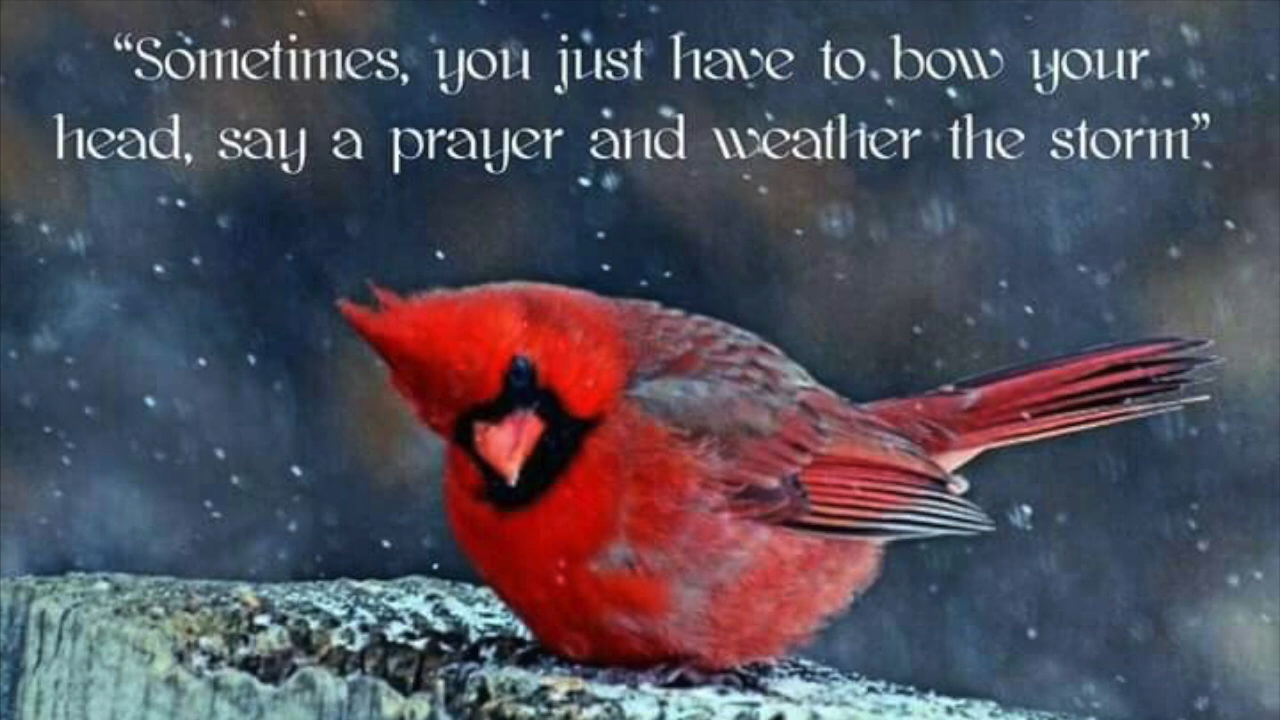 “Sometimes, you just have to bow your
head, say a prayer and weather the storm”